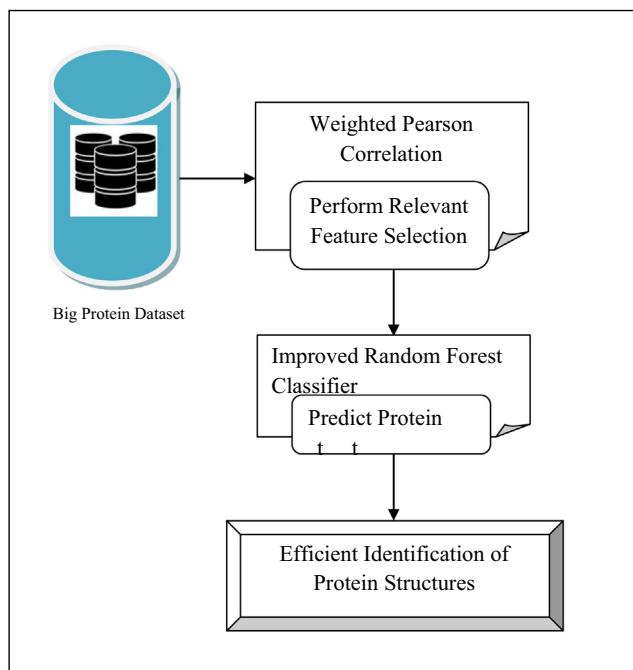 Weighted Pearson
Correlation
Perform Relevant
Feature Selection
Big Protein Dataset
Improved Random Forest
Classifier
Predict Protein
t t
Efficient Identification of
Protein Structures